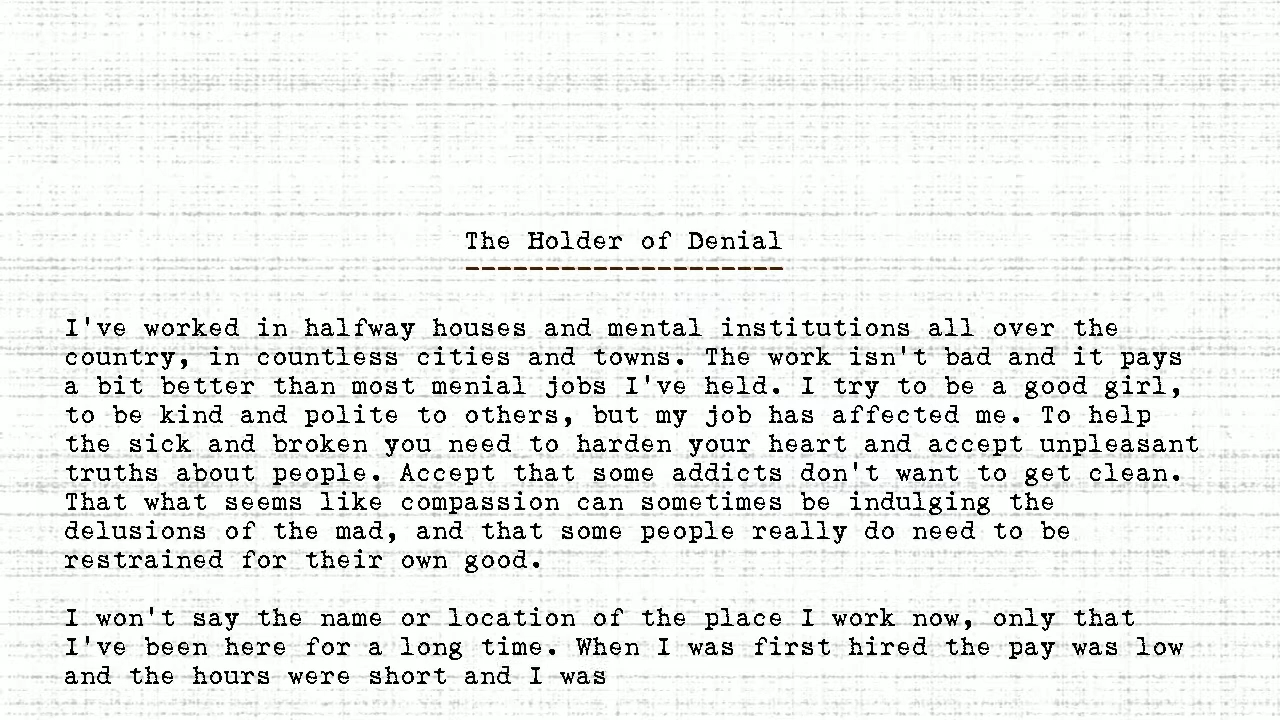 The Holder of Denial
I've worked in halfway houses and mental institutions all over the
country, in countless cities and towns. The work isn't bad and it pays
a bit better than most menial jobs I've held. I try to be a good girl,
to be kind and polite to others, but my job has affected me. To help
the sick and broken you need to harden your heart and accept unpleasant
truths about people. Accept that some addicts don't want to get clean.
That what seems like compassion can sometimes be indulging the
delusions of the mad, and that some people really do need to be
restrained for their own good.
I won't say the name or location of the place I work now, only that
I've been here for a long time. When I was first hired the pay was low
and the hours were short and I was